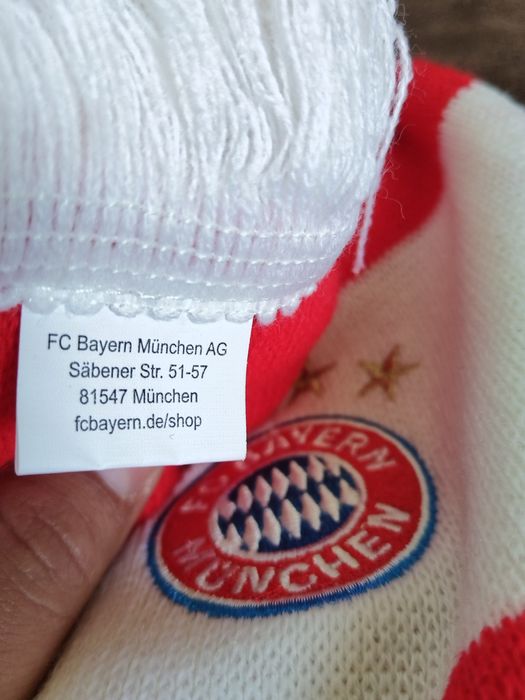 FC Bayern München AG
Säbener Str. 51-57
81547 München
fcbayern.de/shop
FC BAYERN
MÜNCHEN